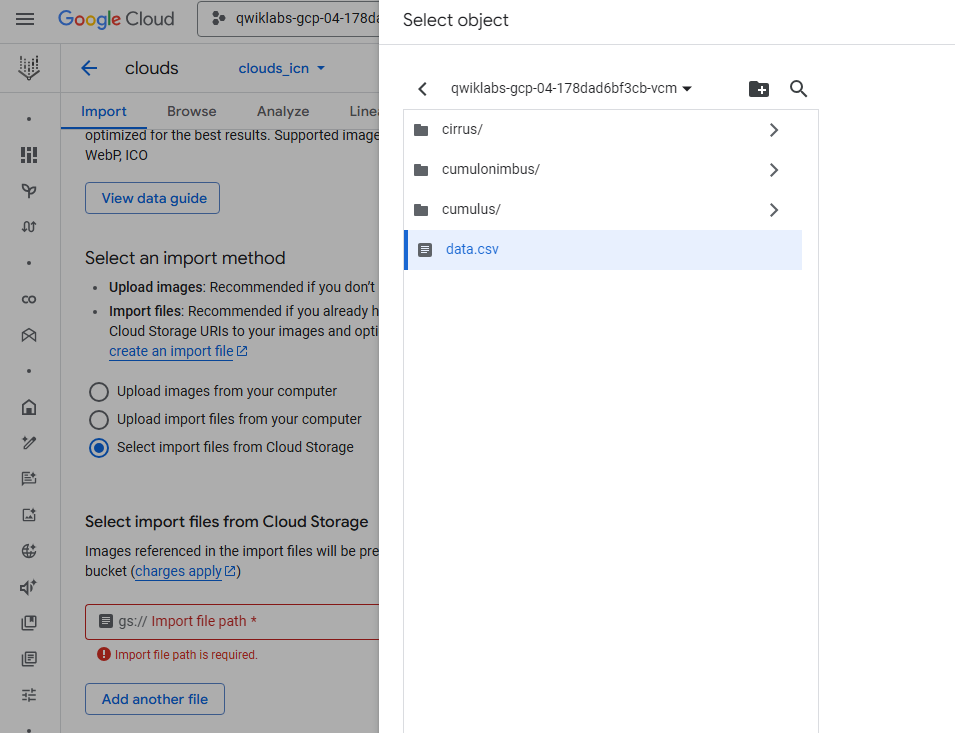 Google Cloud
qwiklabs-gcp-04-178da
Select object
clouds
clouds_icn
qwiklabs-gcp-04-178dad6bf3cb-vcm
Import
Browse
Analyze
Linea
optimized for the best results. Supported image
WebP, ICO
View data guide
cirrus/
cumulonimbus/
cumulus/
data.csv
Select an import method
• Upload images: Recommended if you don't
• Import files: Recommended if you already h
Cloud Storage URIs to your images and opti
create an import file
Upload images from your computer
Upload import files from your computer
Select import files from Cloud Storage
Select import files from Cloud Storage
Images referenced in the import files will be pre
bucket (charges apply)
gs:// Import file path *
Import file path is required.
Add another file